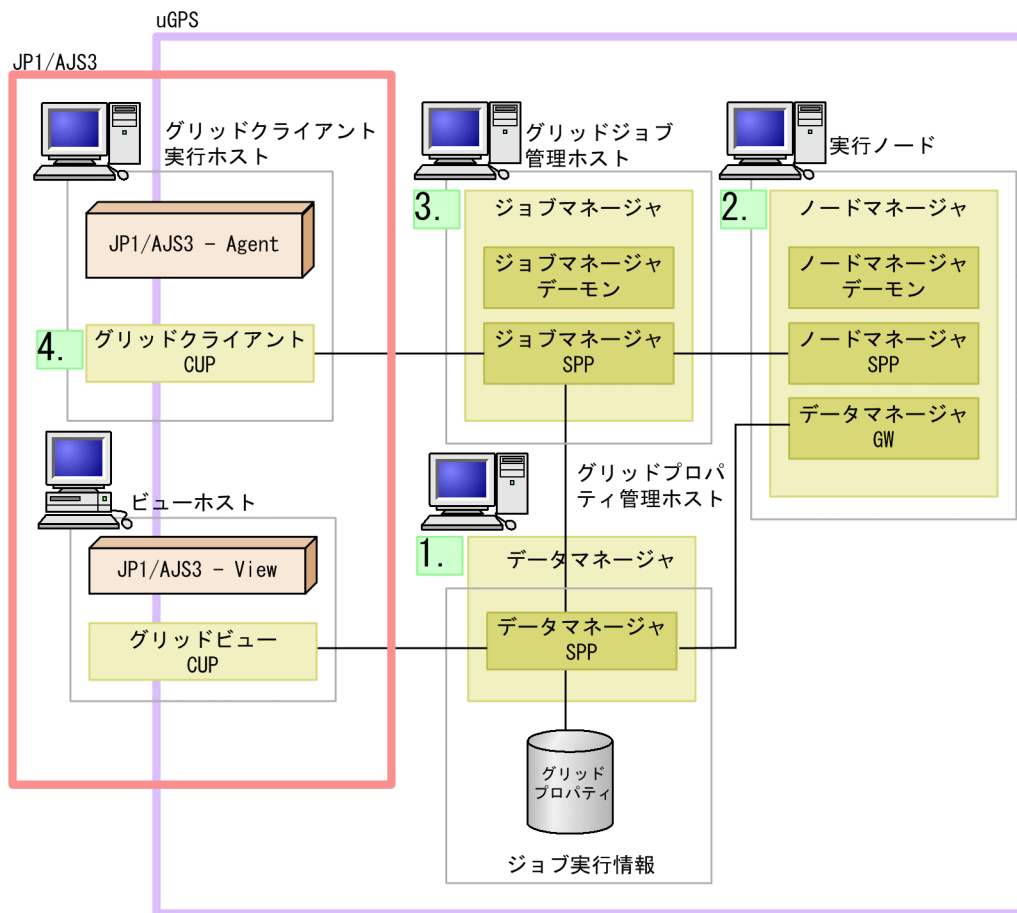 uGPS
JP1/AJS3
グリッドクライアント
実行ホスト
JP1/AJS3 − Agent
4.
グリッドクライアント
CUP
ビューホスト
JP1/AJS3 − View
グリッドビュー
CUP
グリッドジョブ
管理ホスト
3.
ジョブマネージャ
ジョブマネージャ
デーモン
ジョブマネージャ
SPP
実行ノード
2.
ノードマネージャ
ノードマネージャ
デーモン
ノードマネージャ
SPP
データマネージャ
GW
グリッドプロパ
ティ管理ホスト
1.
データマネージャ
データマネージャ
SPP
グリッド
プロパティ
ジョブ実行情報